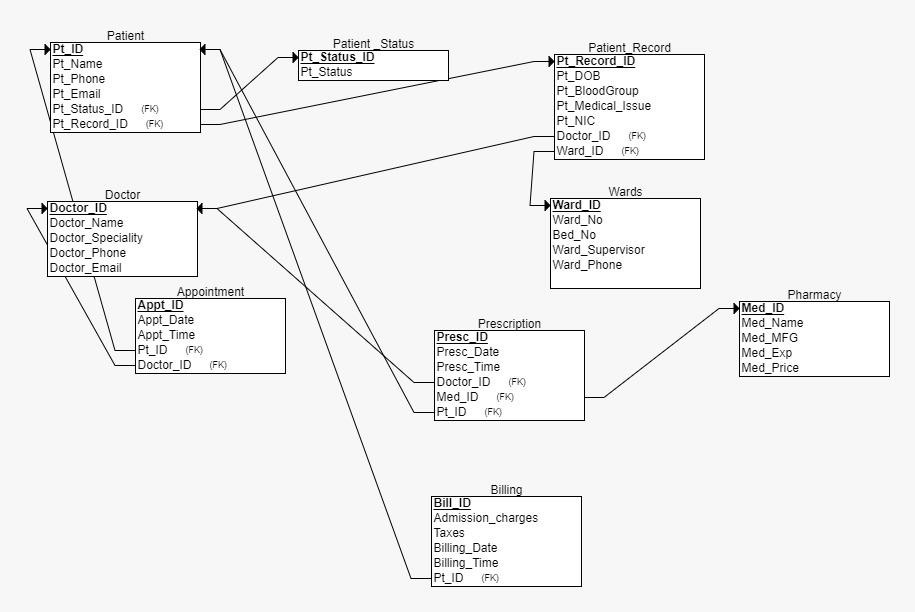 Patient
Pt_ID
Pt_Name
Pt_Phone
Pt_Email
Pt_Status_ID (FK)
Pt_Record_ID (FK)
Patient _Status
Pt_Status_ID
Pt_Status
Patient_Record
Pt_Record_ID
Pt_DOB
Pt_BloodGroup
Pt_Medical_Issue
Pt_NIC
Doctor_ID (FK)
Ward_ID (FK)
Doctor
Doctor_ID
Doctor_Name
Doctor_Speciality
Doctor_Phone
Doctor_Email
Wards
Ward_ID
Ward_No
Bed_No
Ward_Supervisor
Ward_Phone
Appointment
Appt_ID
Appt_Date
Appt_Time
Pt_ID (FK)
Doctor_ID (FK)
Prescription
Presc_ID
Presc_Date
Presc_Time
Doctor_ID (FK)
Med_ID (FK)
Pt_ID (FK)
Pharmacy
Med_ID
Med_Name
Med_MFG
Med_Exp
Med_Price
Billing
Bill_ID
Admission_charges
Taxes
Billing_Date
Billing_Time
Pt_ID (FK)